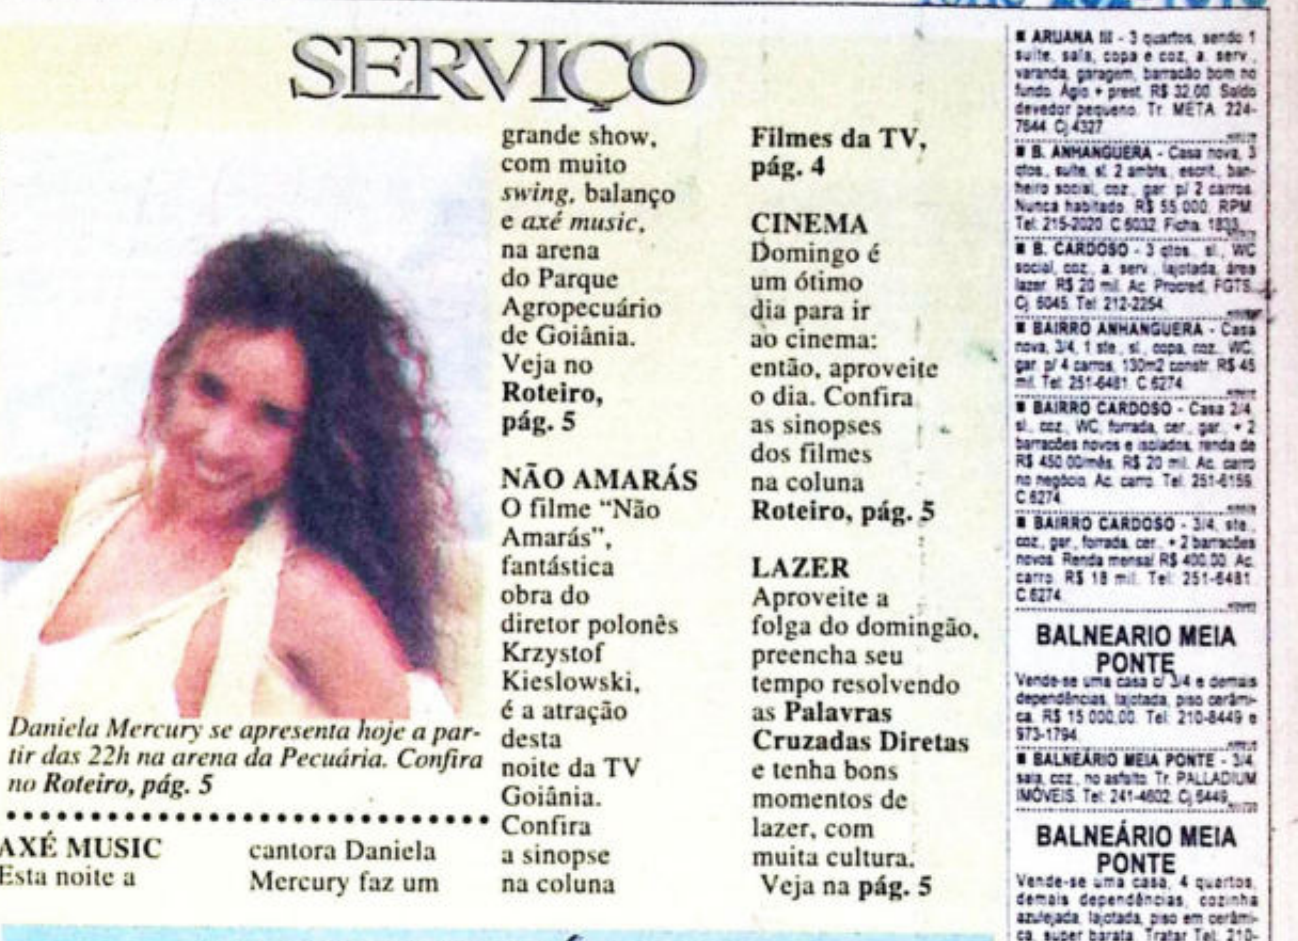 SERVIÇO
Daniela Mercury se apresenta hoje a par-
tir das 22h na arena da Pecuária. Confira
no Roteiro, pág. 5
AXÉ MUSIC
Esta noite a
cantora Daniela
Mercury faz um
grande show,
com muito
swing, balanço
e axé music,
na arena
do Parque
Agropecuário
de Goiânia.
Veja no
Roteiro,
pág. 5
NÃO AMARÁS
O filme “Não
Amarás”,
fantástica
obra do
diretor polonês
Krzystof
Kieslowski,
é a atração
desta
noite da TV
Goiânia.
Confira
a sinopse
na coluna
Filmes da TV,
pág. 4
CINEMA
Domingo é
um ótimo
dia para ir
ao cinema:
então, aproveite
o dia. Confira
as sinopses
dos filmes
na coluna
Roteiro, pág. 5
LAZER
Aproveite a
folga do domingão,
preencha seu
tempo resolvendo
as Palavras
Cruzadas Diretas
e tenha bons
momentos de
lazer, com
muita cultura.
Veja na pág. 5
■ ARUANA III - 3 quartos, sendo 1
suíte, sala, copa e coz, a. serv.,
varanda, garagem, barracão bom no
fundo. Ágio + prest. R$ 32,00. Saldo
devedor pequeno. Tr. META. 224-
7644. Cj.4327
■ B. ANHANGUERA - Casa nova, 3
qtos., suíte, sl. 2 ambts., escrit., ban-
heiro social, coz., gar. p/ 2 carros.
Nunca habitado. R$ 55.000. RPM.
Tel: 215-2020. C.6032. Ficha: 1833
■ B. CARDOSO - 3 qtos., sl., WC
social, coz., a. serv., lajotada, área
lazer. R$ 20 mil. Ac. Procred, FGTS.
Cj. 6045. Tel: 212-2254.
■ BAIRRO ANHANGUERA - Casa
nova, 3/4, 1 ste., sl., copa, coz., WC,
gar. p/ 4 carros, 130m2 constr. R$ 45
mil. Tel: 251-6481. C.6274.
■ BAIRRO CARDOSO - Casa 2/4,
sl., coz., WC, forrada, cer., gar., + 2
barracões novos e isolados, renda de
R$ 450,00/mês. R$ 20 mil. Ac. carro
no negócio. Ac. carro. Tel: 251-6159.
C.6274.
■ BAIRRO CARDOSO - 3/4, ste.,
coz., gar., forrada, cer., + 2 barracões
novos. Renda mensal R$ 400,00. Ac.
carro. R$ 18 mil. Tel: 251-6481.
C.6274.
BALNEARIO MEIA
PONTE
Vende-se uma casa c/ 3/4 e demais
dependências, lajotada, piso cerâmi-
ca. R$ 15.000,00. Tel: 210-8449 e
973-1794.
■ BALNEÁRIO MEIA PONTE - 3/4,
sala, coz., no asfalto. Tr. PALLADIUM
IMÓVEIS. Tel: 241-4602. Cj.5449.
BALNEÁRIO MEIA
PONTE
Vende-se uma casa, 4 quartos,
demais dependências, cozinha
azulejada, lajotada, piso em cerâmi-
ca, super barata. Tratar Tel: 210-